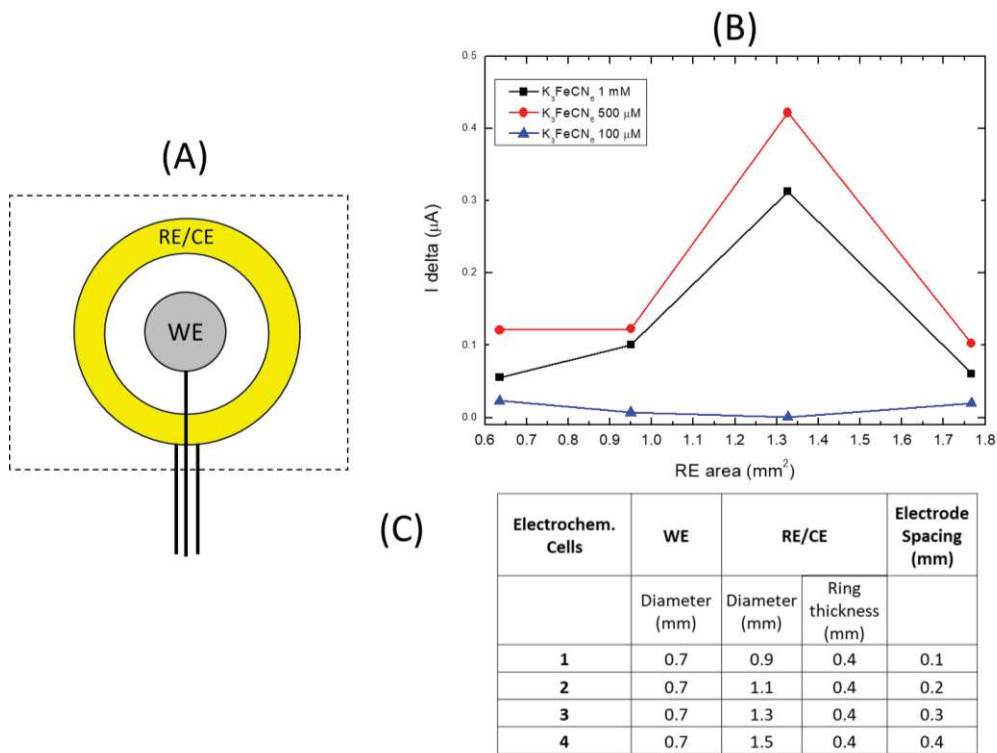 (A)
RE/CE
WE
(B)
0.5
0.4
0.3
0.2
0.1
0.0
I delta (μA)
K₃FeCN₆ 1 mM
K₃FeCN₆ 500 μM
K₃FeCN₆ 100 μM
0.6 0.7 0.8 0.9 1.0 1.1 1.2 1.3 1.4 1.5 1.6 1.7 1.8
RE area (mm²)
(C)
Electrochem. Cells WE RE/CE Electrode Spacing (mm)
Diameter (mm) Diameter (mm) Ring thickness (mm)
1 0.7 0.9 0.4 0.1
2 0.7 1.1 0.4 0.2
3 0.7 1.3 0.4 0.3
4 0.7 1.5 0.4 0.4